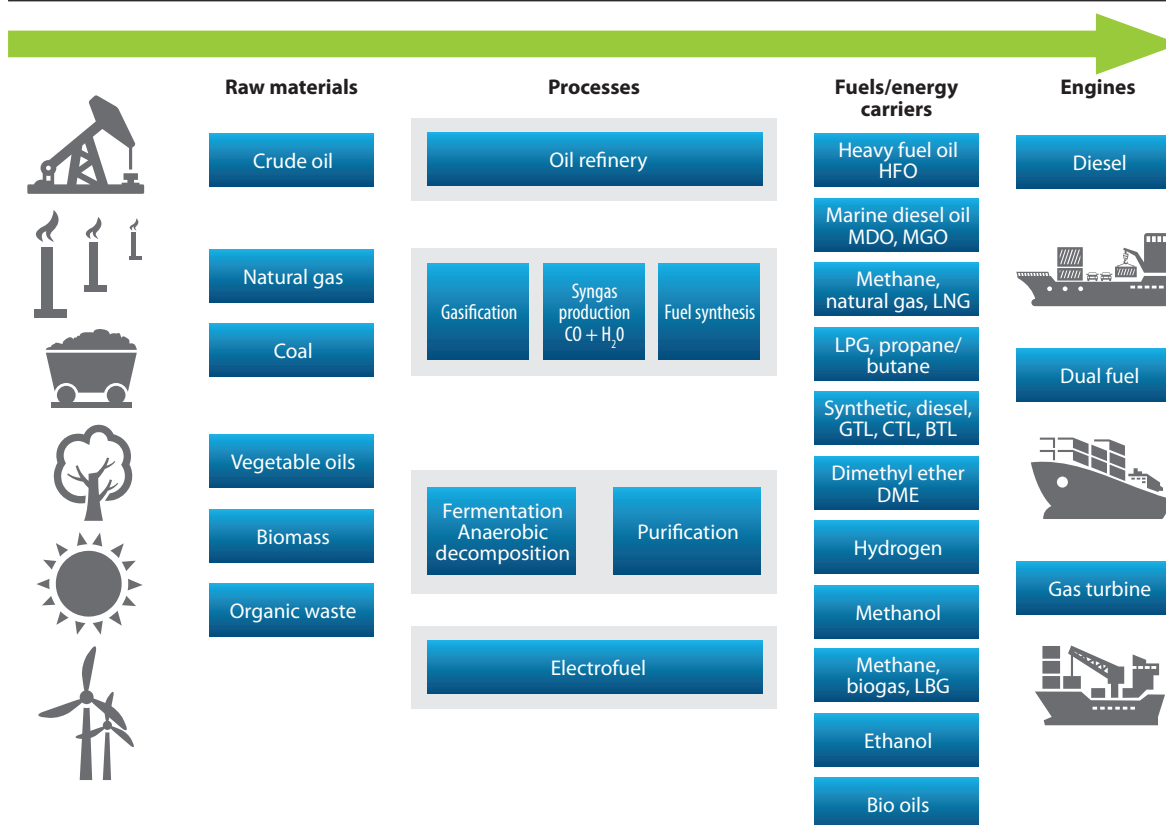 Raw materials
Processes
Fuels/energy
carriers
Engines
Crude oil
Natural gas
Coal
Vegetable oils
Biomass
Organic waste
Oil refinery
Gasification
Syngas
production
CO + H₂0
Fuel synthesis
Fermentation
Anaerobic
decomposition
Purification
Electrofuel
Heavy fuel oil
HFO
Marine diesel oil
MDO, MGO
Methane,
natural gas, LNG
LPG, propane/
butane
Synthetic, diesel,
GTL, CTL, BTL
Dimethyl ether
DME
Hydrogen
Methanol
Methane,
biogas, LBG
Ethanol
Bio oils
Diesel
Dual fuel
Gas turbine